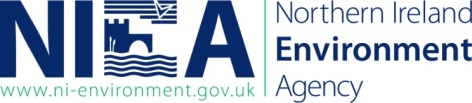 NIEA
www.ni-environment.gov.uk
Northern Ireland
Environment
Agency